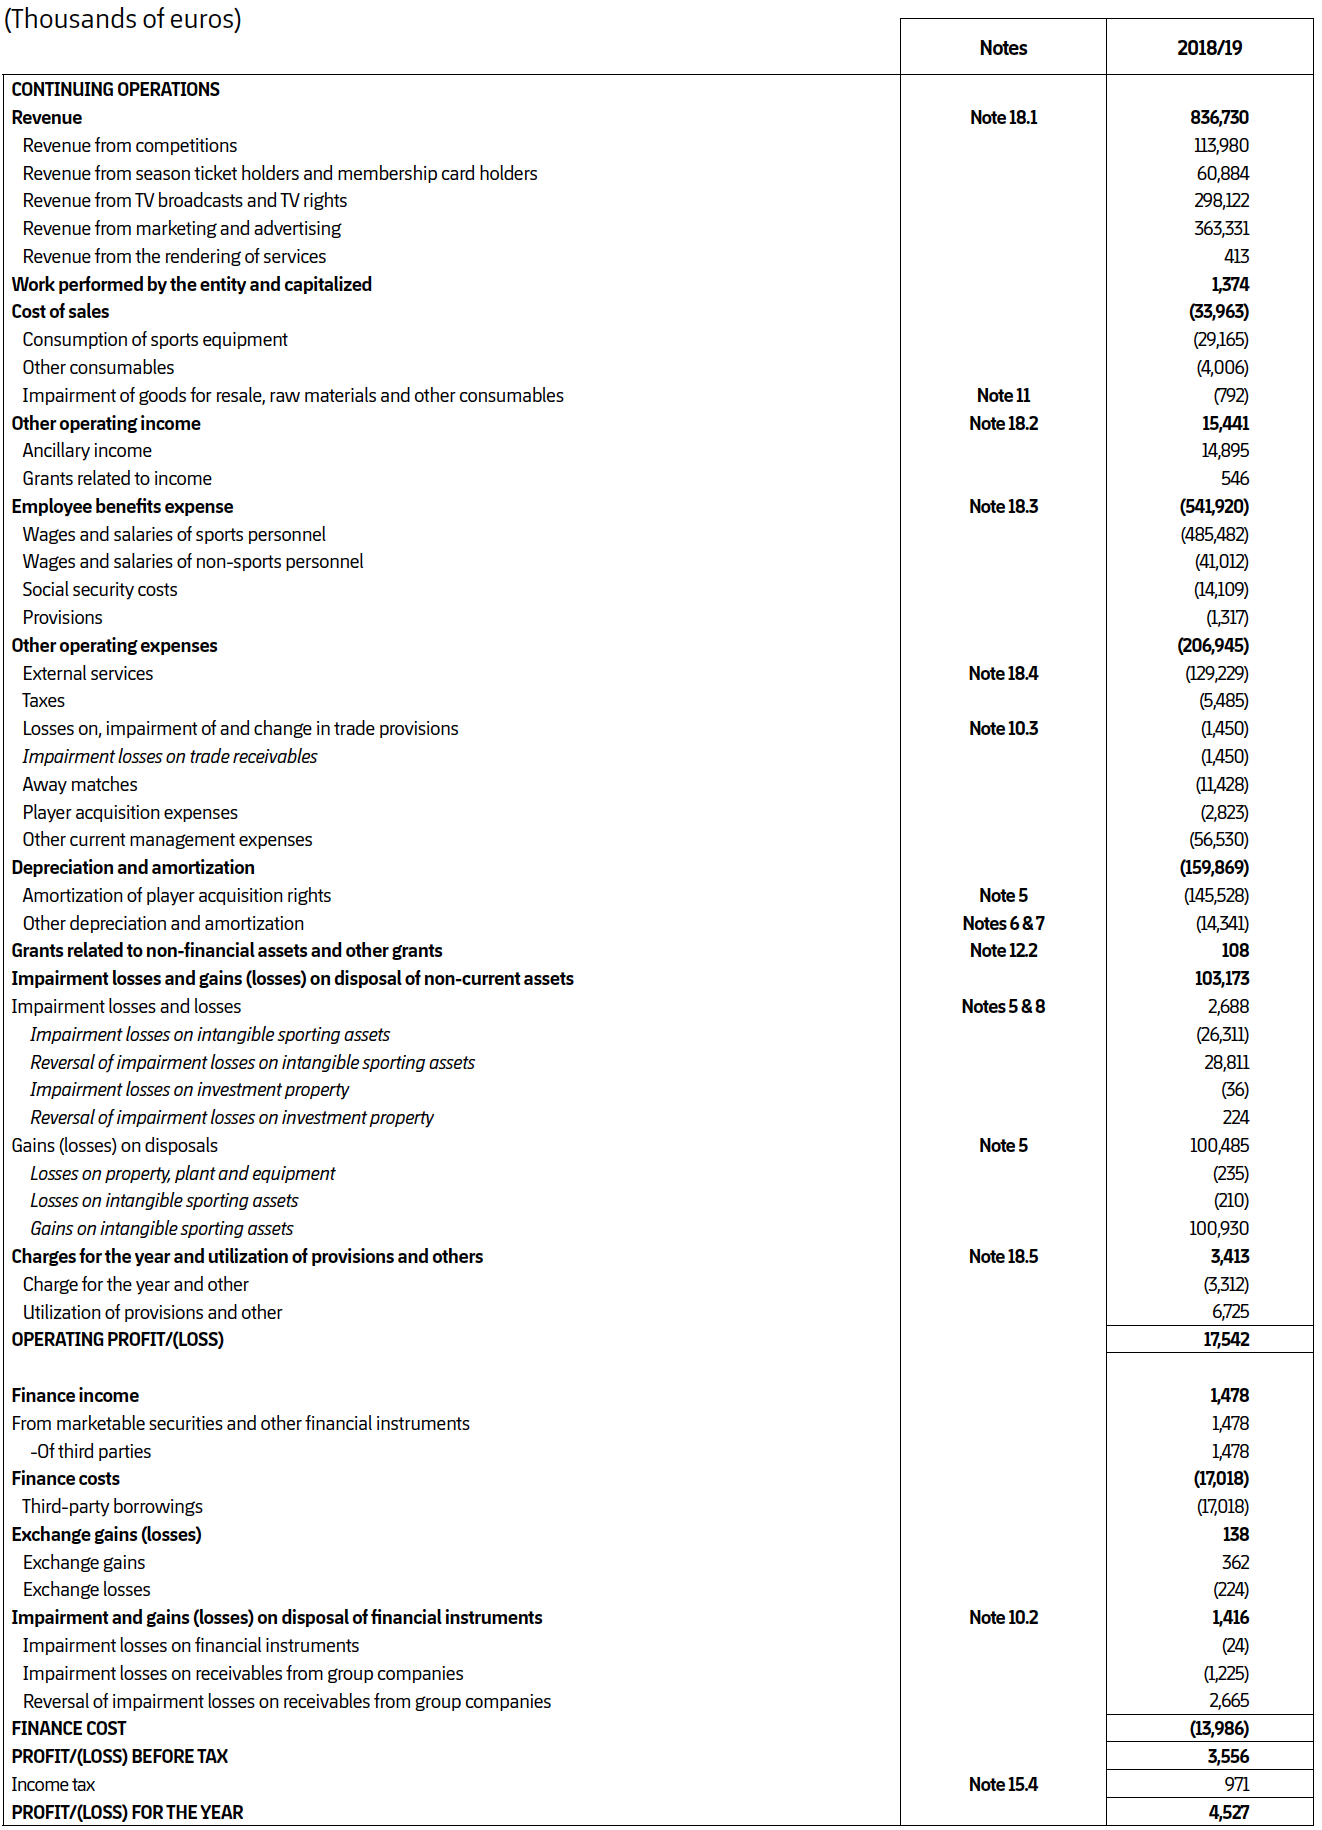 (Thousands of euros)
Notes 2018/19
CONTINUING OPERATIONS
Revenue Note 18.1 836,730
Revenue from competitions 113,980
Revenue from season ticket holders and membership card holders 60,884
Revenue from TV broadcasts and TV rights 298,122
Revenue from marketing and advertising 363,331
Revenue from the rendering of services 413
Work performed by the entity and capitalized 1,374
Cost of sales (33,963)
Consumption of sports equipment (29,165)
Other consumables (4,006)
Impairment of goods for resale, raw materials and other consumables Note 11 (792)
Other operating income Note 18.2 15,441
Ancillary income 14,895
Grants related to income 546
Employee benefits expense Note 18.3 (541,920)
Wages and salaries of sports personnel (485,482)
Wages and salaries of non-sports personnel (41,012)
Social security costs (14,109)
Provisions (1,317)
Other operating expenses (206,945)
External services Note 18.4 (129,229)
Taxes (5,485)
Losses on, impairment of and change in trade provisions Note 10.3 (1,450)
Impairment losses on trade receivables (1,450)
Away matches (11,428)
Player acquisition expenses (2,823)
Other current management expenses (56,530)
Depreciation and amortization (159,869)
Amortization of player acquisition rights Note 5 (145,528)
Other depreciation and amortization Notes 6 & 7 (14,341)
Grants related to non-financial assets and other grants Note 12.2 108
Impairment losses and gains (losses) on disposal of non-current assets 103,173
Impairment losses and losses Notes 5 & 8 2,688
Impairment losses on intangible sporting assets (26,311)
Reversal of impairment losses on intangible sporting assets 28,811
Impairment losses on investment property (36)
Reversal of impairment losses on investment property 224
Gains (losses) on disposals Note 5 100,485
Losses on property, plant and equipment (235)
Losses on intangible sporting assets (210)
Gains on intangible sporting assets 100,930
Charges for the year and utilization of provisions and others Note 18.5 3,413
Charge for the year and other (3,312)
Utilization of provisions and other 6,725
OPERATING PROFIT/(LOSS) 17,542
Finance income 1,478
From marketable securities and other financial instruments 1,478
-Of third parties 1,478
Finance costs (17,018)
Third-party borrowings (17,018)
Exchange gains (losses) 138
Exchange gains 362
Exchange losses (224)
Impairment and gains (losses) on disposal of financial instruments Note 10.2 1,416
Impairment losses on financial instruments (24)
Impairment losses on receivables from group companies (1,225)
Reversal of impairment losses on receivables from group companies 2,665
FINANCE COST (13,986)
PROFIT/(LOSS) BEFORE TAX 3,556
Income tax Note 15.4 971
PROFIT/(LOSS) FOR THE YEAR 4,527